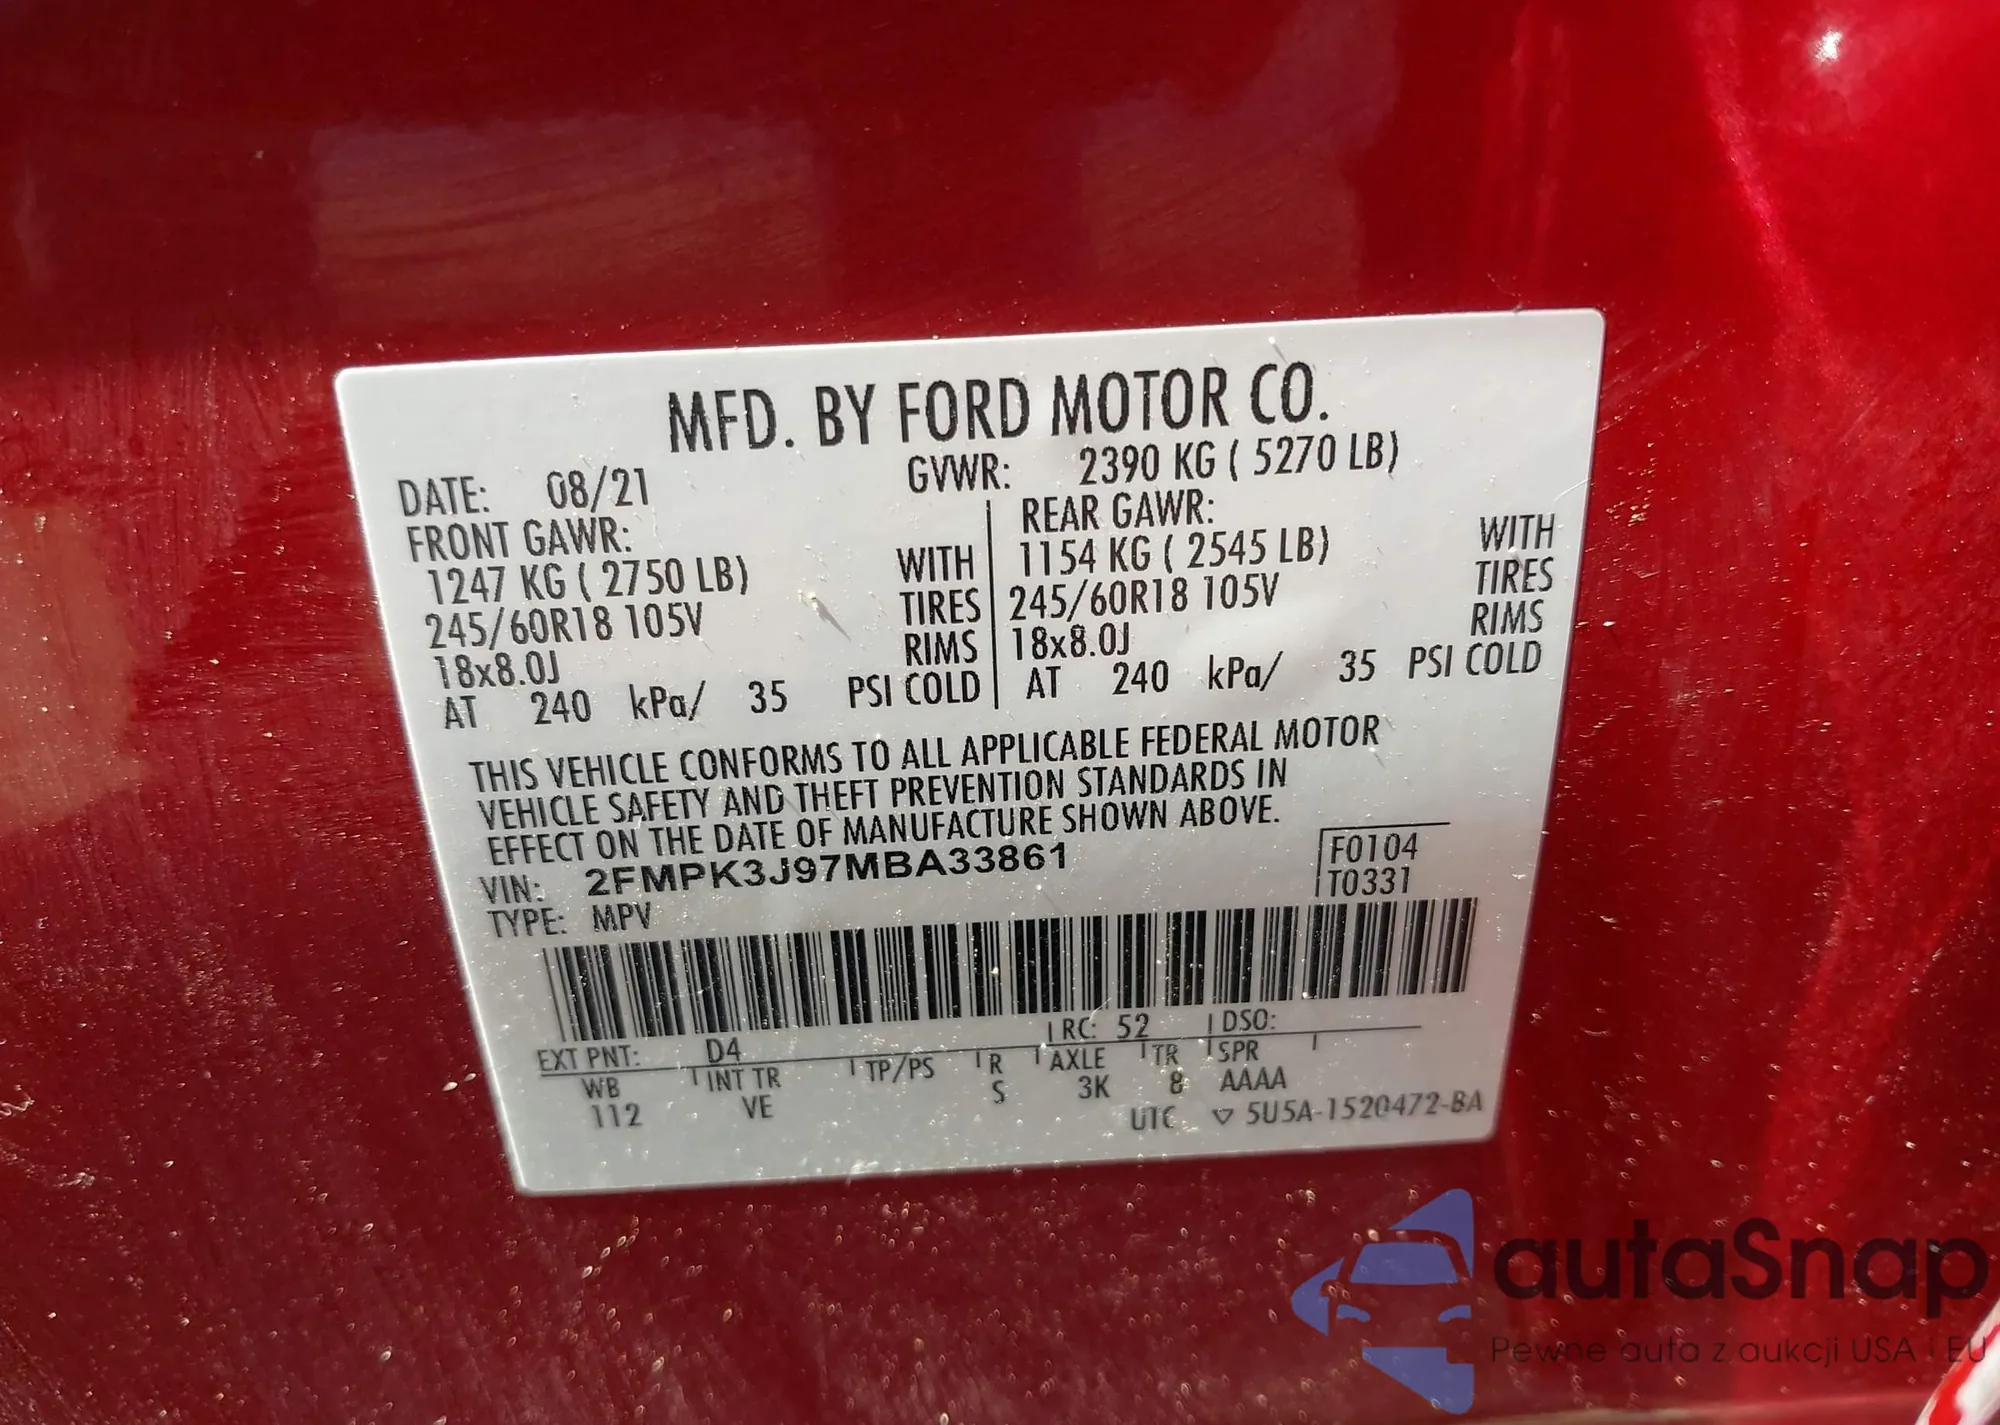 MFD. BY FORD MOTOR CO.
DATE: 08/21 GVWR: 2390 KG ( 5270 LB)
FRONT GAWR: REAR GAWR:
1247 KG ( 2750 LB) WITH 1154 KG ( 2545 LB) WITH
245/60R18 105V TIRES 245/60R18 105V TIRES
18x8.0J RIMS 18x8.0J RIMS
AT 240 kPa/ 35 PSI COLD AT 240 kPa/ 35 PSI COLD
THIS VEHICLE CONFORMS TO ALL APPLICABLE FEDERAL MOTOR
VEHICLE SAFETY AND THEFT PREVENTION STANDARDS IN
EFFECT ON THE DATE OF MANUFACTURE SHOWN ABOVE.
VIN: 2FMPK3J97MBA33861 F0104
TYPE: MPV T0331
EXT PNT: D4 RC: 52 DSO:
WB INT TR TP/PS R AXLE TR SPR
112 VE S 3K 8 AAAA
UTC ▽ 5U5A-1520472-BA
autaSnap
Pewne auta z aukcji USA i EU